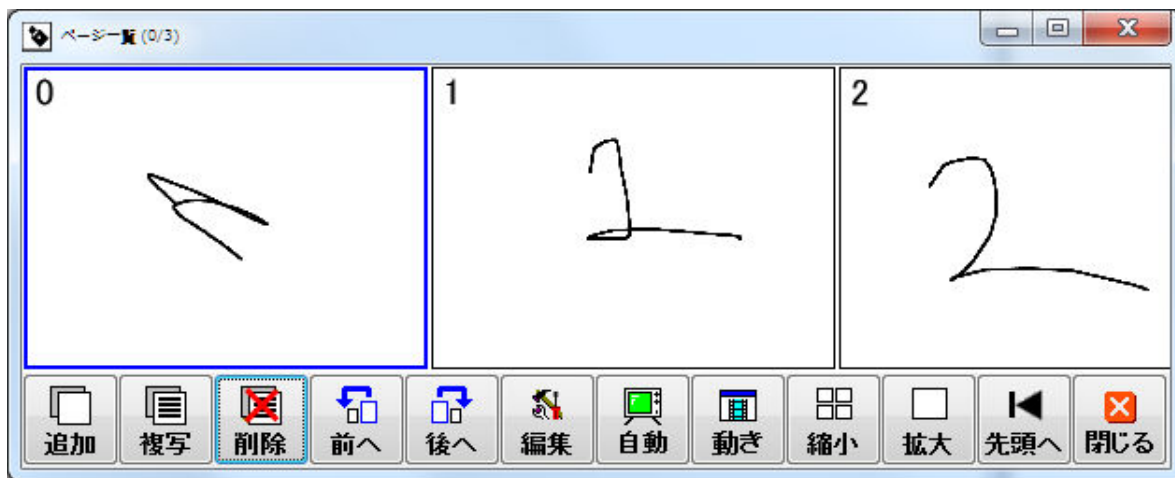 ページ一覧 (0/3)
0 1 2
追加 複写 削除 前へ 後へ 編集 自動 動き 縮小 拡大 先頭へ 閉じる